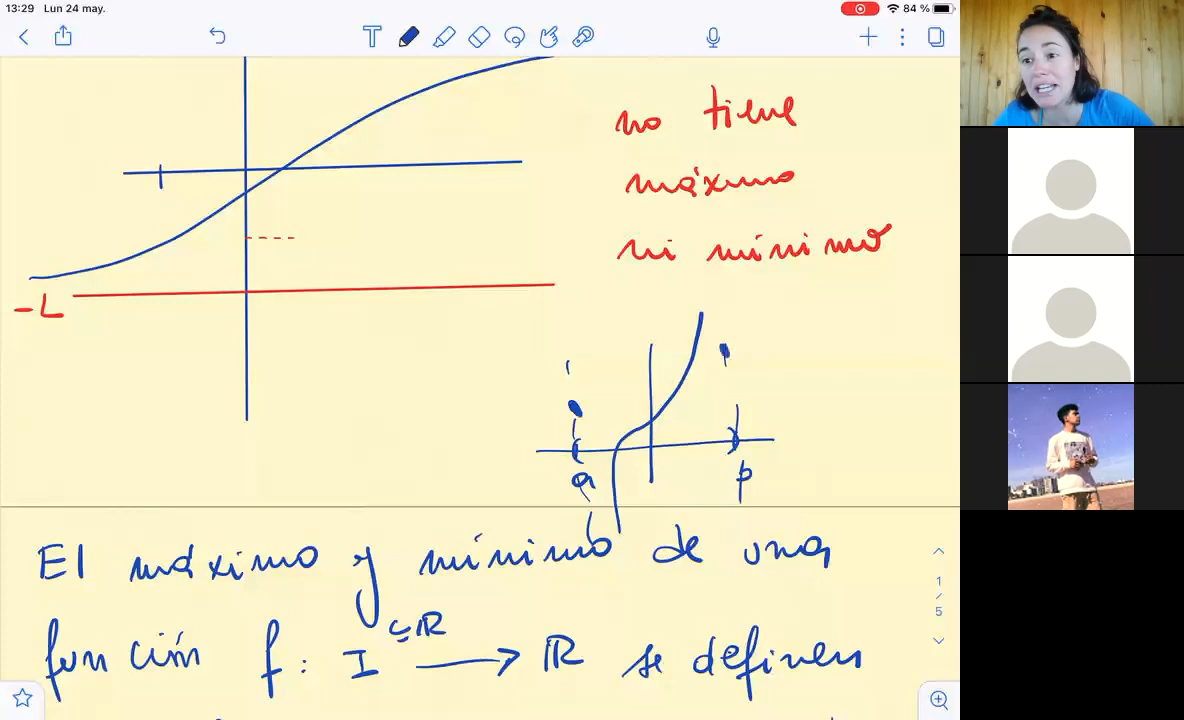 13:29 Lun 24 may. 84 %
no tiene
máximo
ni mínimo
-L
a
El máximo y mínimo de una
función f: I ⊆ℝ → ℝ se definen
1
/
5